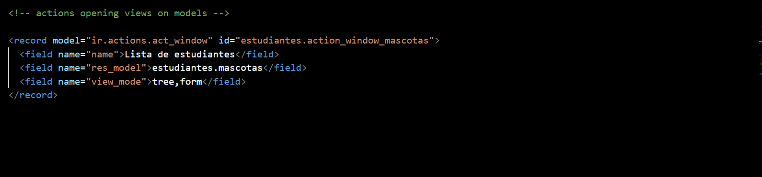 <!-- actions opening views on models -->
<record model="ir.actions.act_window" id="estudiantes.action_window_mascotas">
<field name="name">Lista de estudiantes</field>
<field name="res_model">estudiantes.mascotas</field>
<field name="view_mode">tree,form</field>
</record>